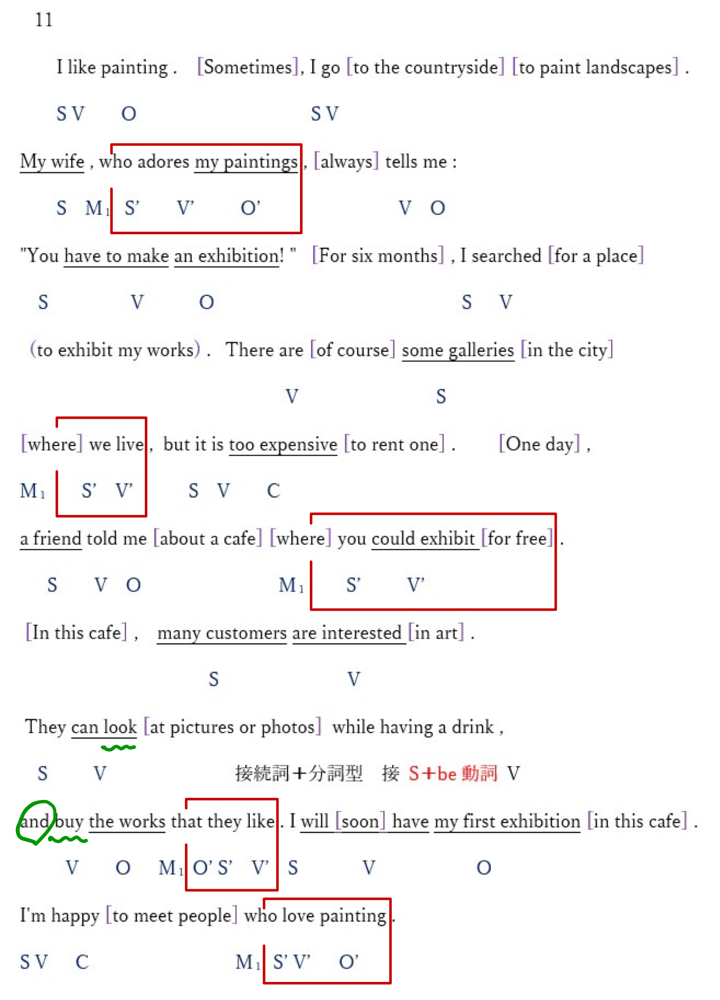 11
I like painting . [Sometimes], I go [to the countryside] [to paint landscapes] .
S V O S V
My wife , who adores my paintings , [always] tells me :
S M₁ S’ V’ O’ V O
"You have to make an exhibition! " [For six months] , I searched [for a place]
S V O S V
(to exhibit my works) . There are [of course] some galleries [in the city]
V S
[where] we live , but it is too expensive [to rent one] . [One day] ,
M₁ S’ V’ S V C
a friend told me [about a cafe] [where] you could exhibit [for free] .
S V O M₁ S’ V’
[In this cafe] , many customers are interested [in art] .
S V
They can look [at pictures or photos] while having a drink ,
S V 接続詞＋分詞型 接 S＋be 動詞 V
and buy the works that they like . I will [soon] have my first exhibition [in this cafe] .
V O M₁ O’ S’ V’ S V O
I'm happy [to meet people] who love painting .
S V C M₁ S’ V’ O’